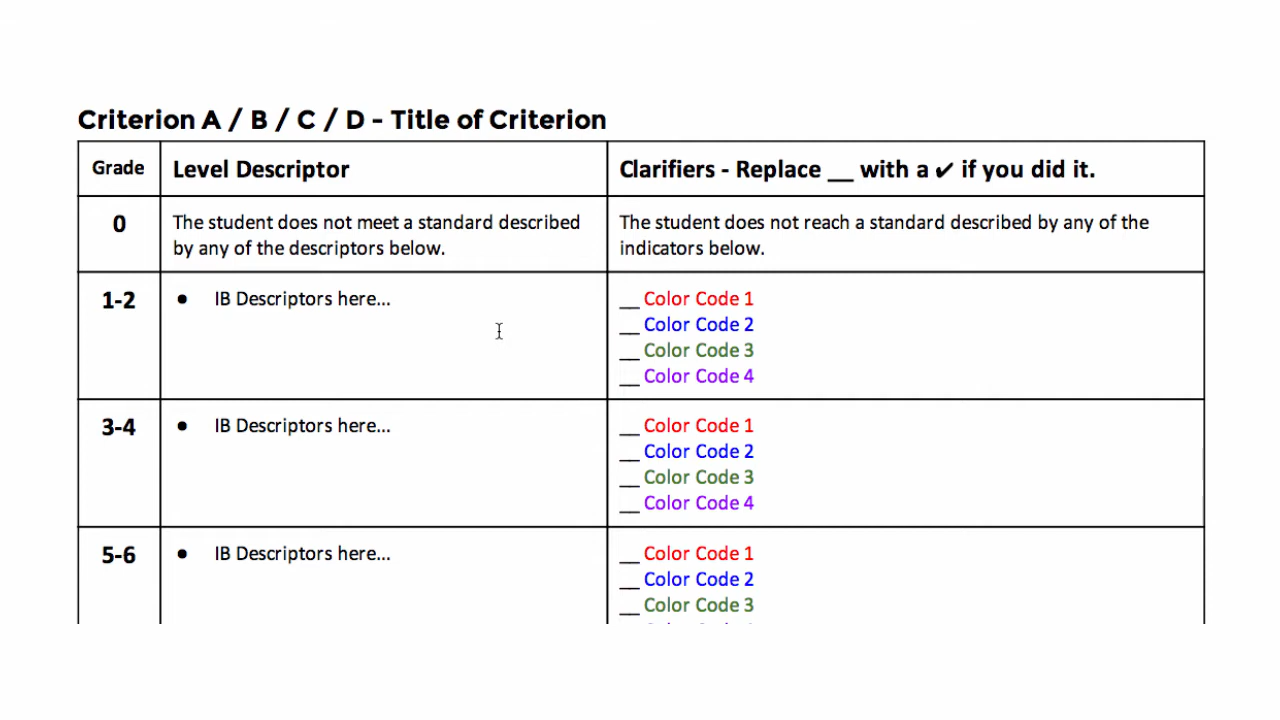 Criterion A / B / C / D - Title of Criterion
Grade
Level Descriptor
Clarifiers - Replace __ with a ✔ if you did it.
0
The student does not meet a standard described
by any of the descriptors below.
The student does not reach a standard described by any of the
indicators below.
1-2
● IB Descriptors here...
__ Color Code 1
__ Color Code 2
__ Color Code 3
__ Color Code 4
3-4
● IB Descriptors here...
__ Color Code 1
__ Color Code 2
__ Color Code 3
__ Color Code 4
5-6
● IB Descriptors here...
__ Color Code 1
__ Color Code 2
__ Color Code 3